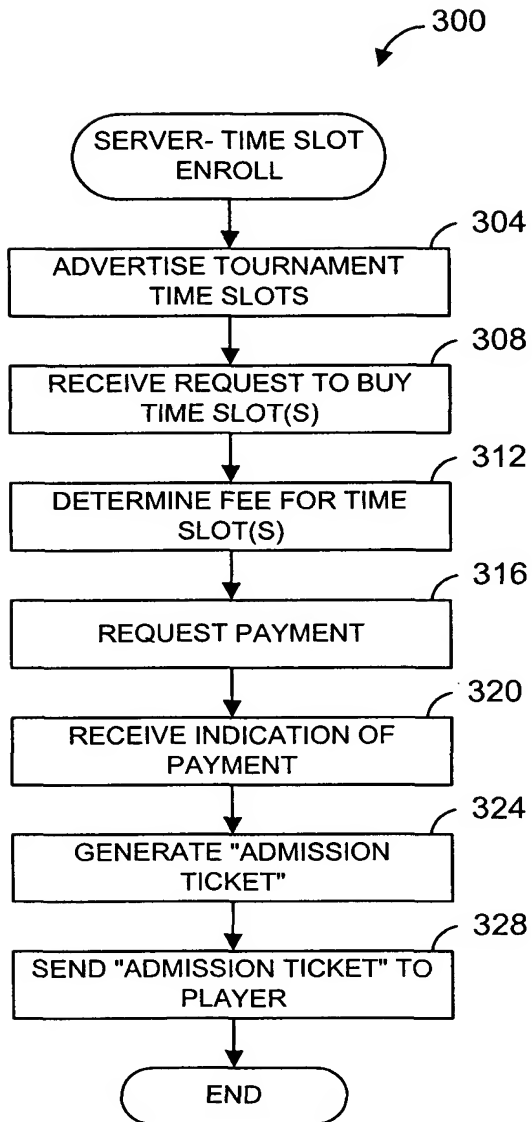 300
SERVER- TIME SLOT
ENROLL
304
ADVERTISE TOURNAMENT
TIME SLOTS
308
RECEIVE REQUEST TO BUY
TIME SLOT(S)
312
DETERMINE FEE FOR TIME
SLOT(S)
316
REQUEST PAYMENT
320
RECEIVE INDICATION OF
PAYMENT
324
GENERATE "ADMISSION
TICKET"
328
SEND "ADMISSION TICKET" TO
PLAYER
END